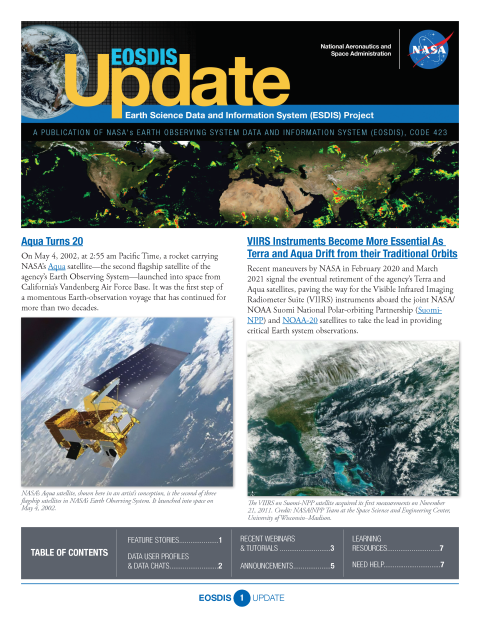 National Aeronautics and
Space Administration
NASA
EOSDIS
Update
Earth Science Data and Information System (ESDIS) Project
A PUBLICATION OF NASA's EARTH OBSERVING SYSTEM DATA AND INFORMATION SYSTEM (EOSDIS), CODE 423
Aqua Turns 20
On May 4, 2002, at 2:55 am Pacific Time, a rocket carrying
NASA's Aqua satellite—the second flagship satellite of the
agency's Earth Observing System—launched into space from
California's Vandenberg Air Force Base. It was the first step of
a momentous Earth-observation voyage that has continued for
more than two decades.
NASA's Aqua satellite, shown here in an artist's conception, is the second of three
flagship satellites in NASA's Earth Observing System. It launched into space on
May 4, 2002.
VIIRS Instruments Become More Essential As
Terra and Aqua Drift from their Traditional Orbits
Recent maneuvers by NASA in February 2020 and March
2021 signal the eventual retirement of the agency's Terra and
Aqua satellites, paving the way for the Visible Infrared Imaging
Radiometer Suite (VIIRS) instruments aboard the joint NASA/
NOAA Suomi National Polar-orbiting Partnership (Suomi-
NPP) and NOAA-20 satellites to take the lead in providing
critical Earth system observations.
The VIIRS on Suomi-NPP satellite acquired its first measurements on November
21, 2011. Credit: NASA/NPP Team at the Space Science and Engineering Center,
University of Wisconsin–Madison.
TABLE OF CONTENTS
FEATURE STORIES....................1
DATA USER PROFILES
& DATA CHATS.........................2
RECENT WEBINARS
& TUTORIALS...........................3
ANNOUNCEMENTS...................5
LEARNING
RESOURCES...........................7
NEED HELP.............................7
EOSDIS 1 UPDATE